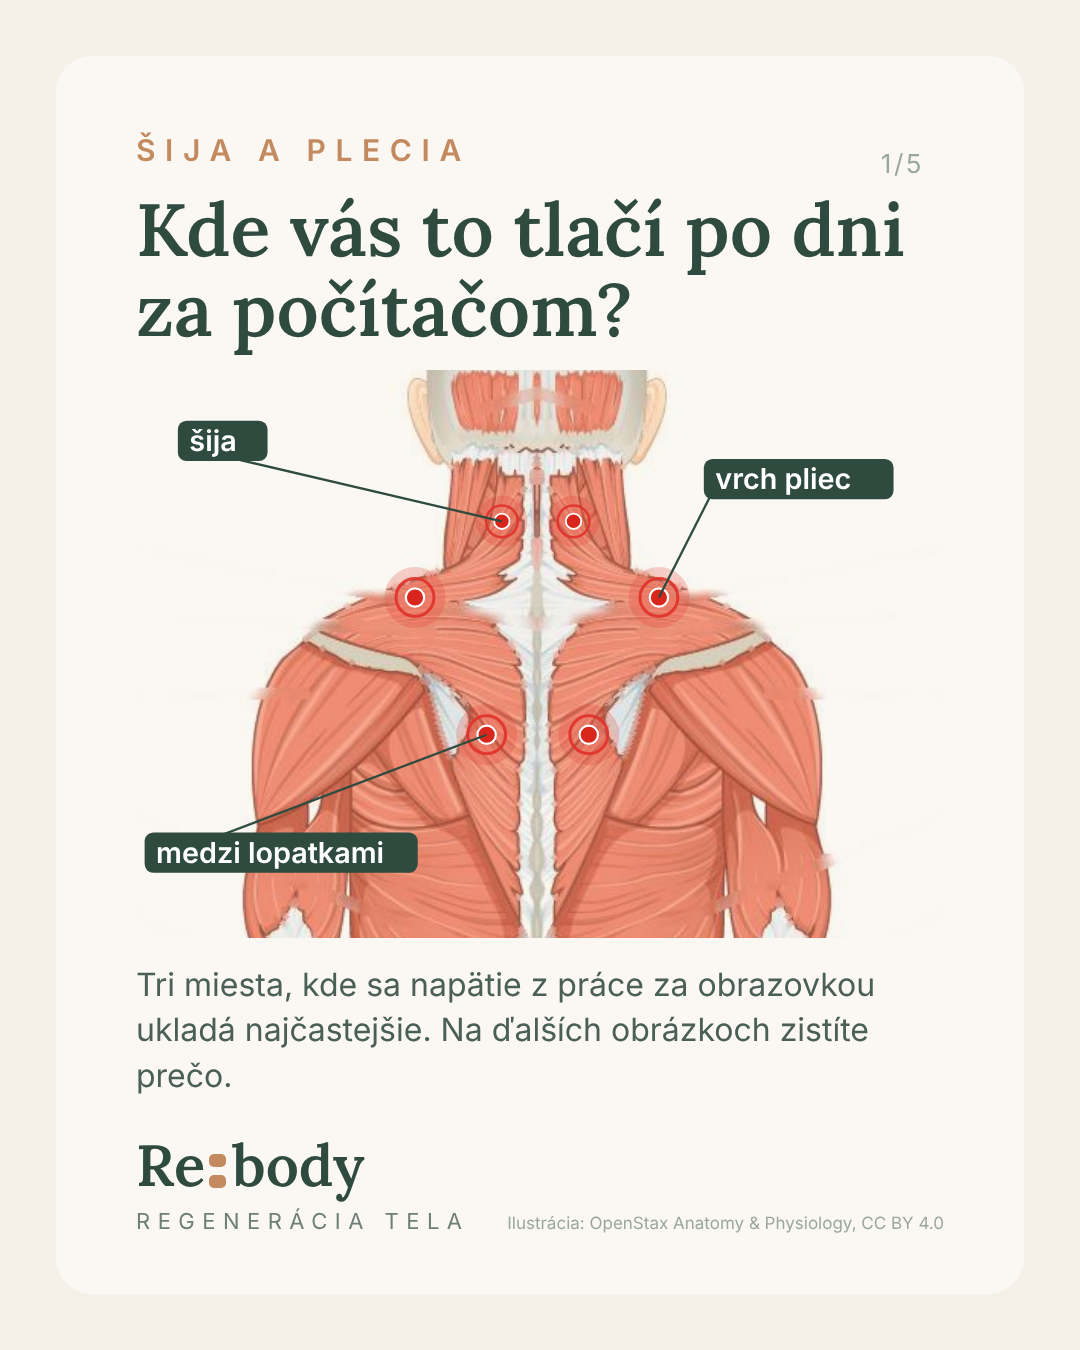 ŠIJA A PLECIA
1/5
Kde vás to tlačí po dni
za počítačom?
šija
vrch pliec
medzi lopatkami
Tri miesta, kde sa napätie z práce za obrazovkou
ukladá najčastejšie. Na ďalších obrázkoch zistíte
prečo.
Re:body
REGENERÁCIA TELA
Ilustrácia: OpenStax Anatomy & Physiology, CC BY 4.0